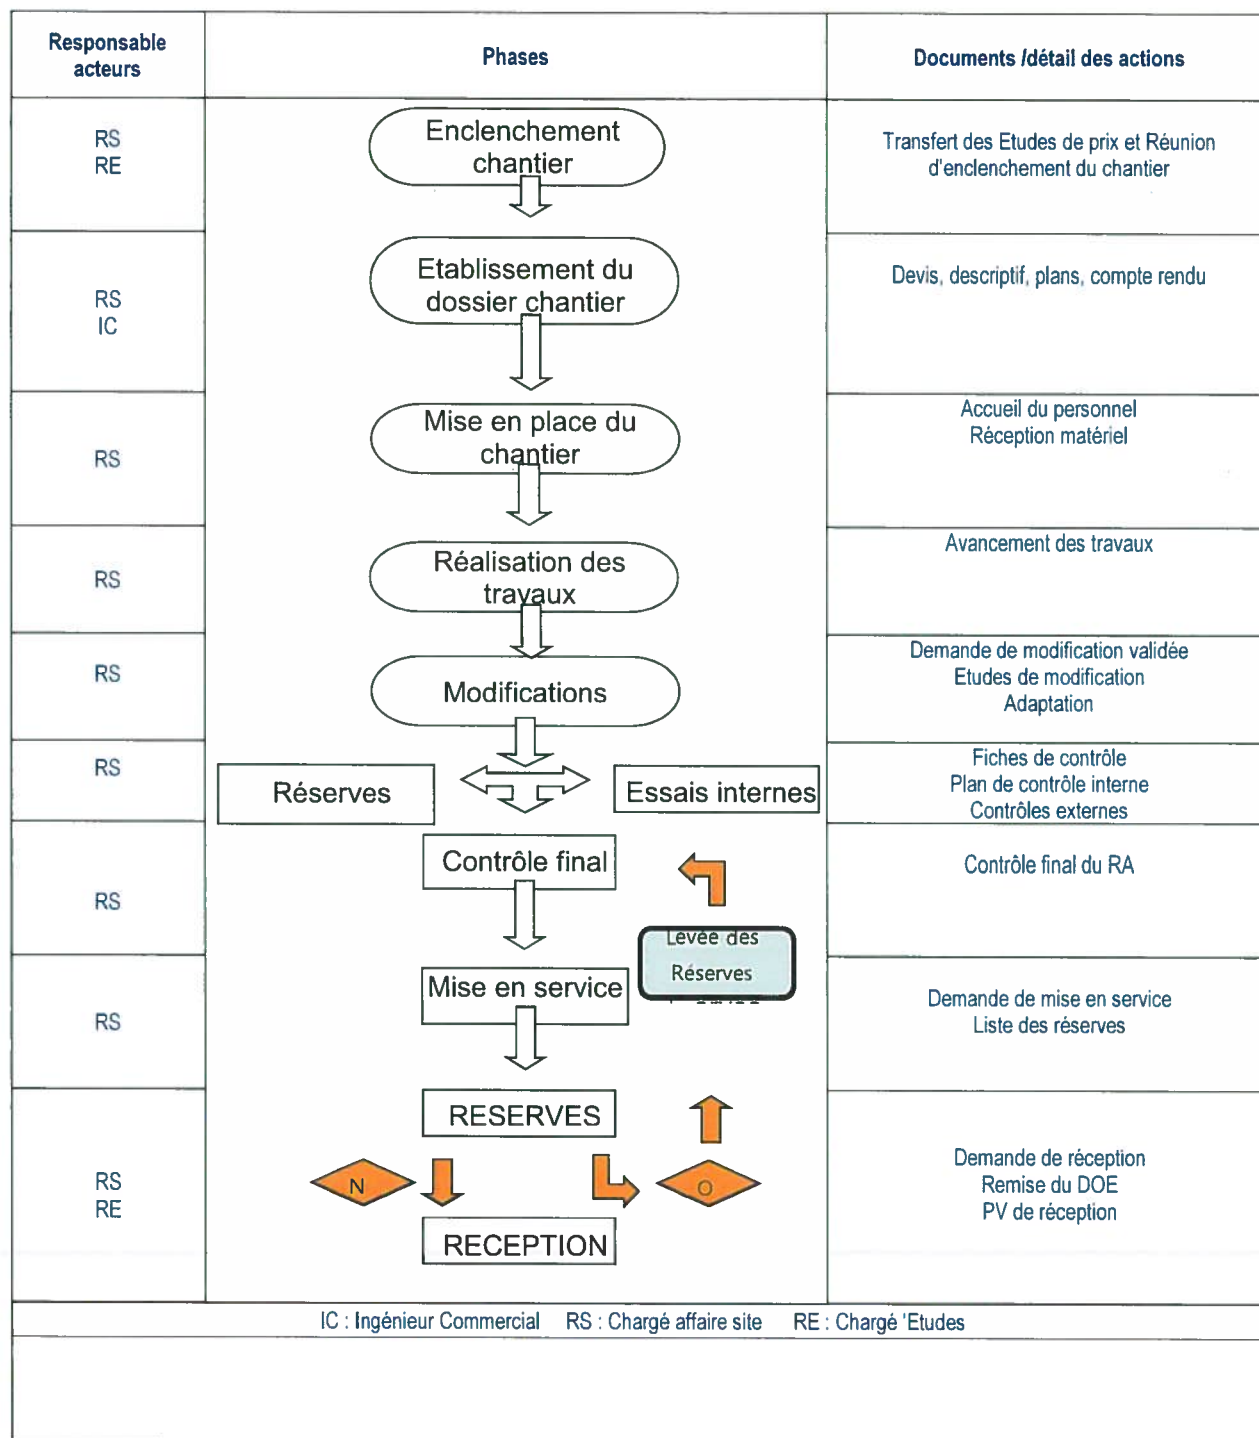 Responsable
acteurs
Phases
Documents /détail des actions
RS
RE
Enclenchement
chantier
Transfert des Etudes de prix et Réunion
d'enclenchement du chantier
RS
IC
Etablissement du
dossier chantier
Devis, descriptif, plans, compte rendu
RS
Mise en place du
chantier
Accueil du personnel
Réception matériel
RS
Réalisation des
travaux
Avancement des travaux
RS
Modifications
Demande de modification validée
Etudes de modification
Adaptation
RS
Réserves
Essais internes
Fiches de contrôle
Plan de contrôle interne
Contrôles externes
RS
Contrôle final
Contrôle final du RA
Levée des
Réserves
RS
Mise en service
Demande de mise en service
Liste des réserves
RS
RE
RESERVES
N
O
RECEPTION
Demande de réception
Remise du DOE
PV de réception
IC : Ingénieur Commercial RS : Chargé affaire site RE : Chargé 'Etudes